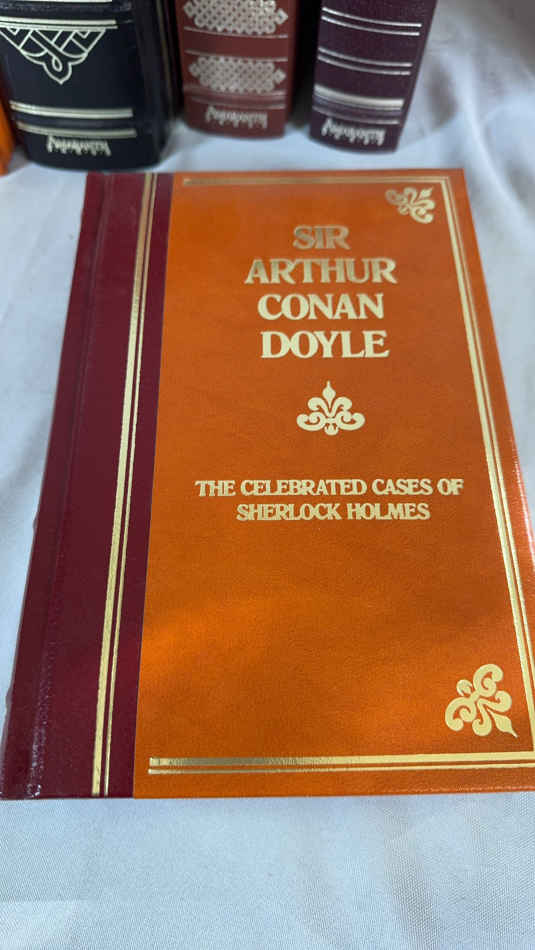 SIR
ARTHUR
CONAN
DOYLE
THE CELEBRATED CASES OF
SHERLOCK HOLMES